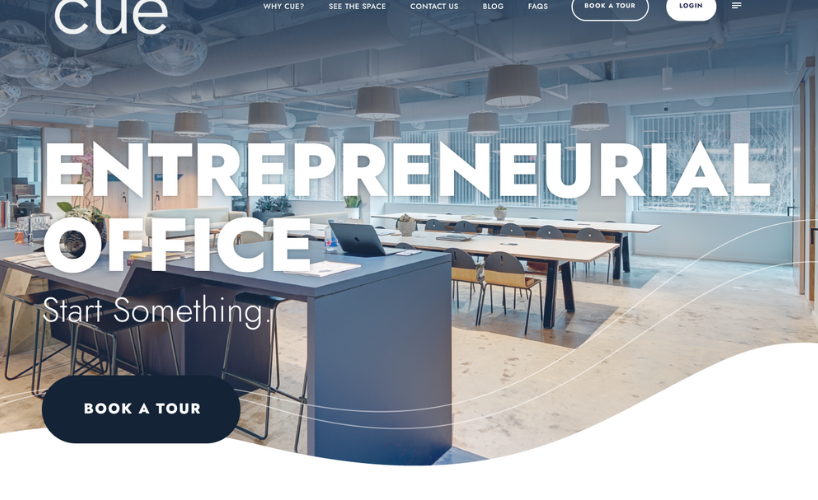 cue
WHY CUE? SEE THE SPACE CONTACT US BLOG FAQS BOOK A TOUR LOGIN
ENTREPRENEURIAL
OFFICE
Start Something.
BOOK A TOUR